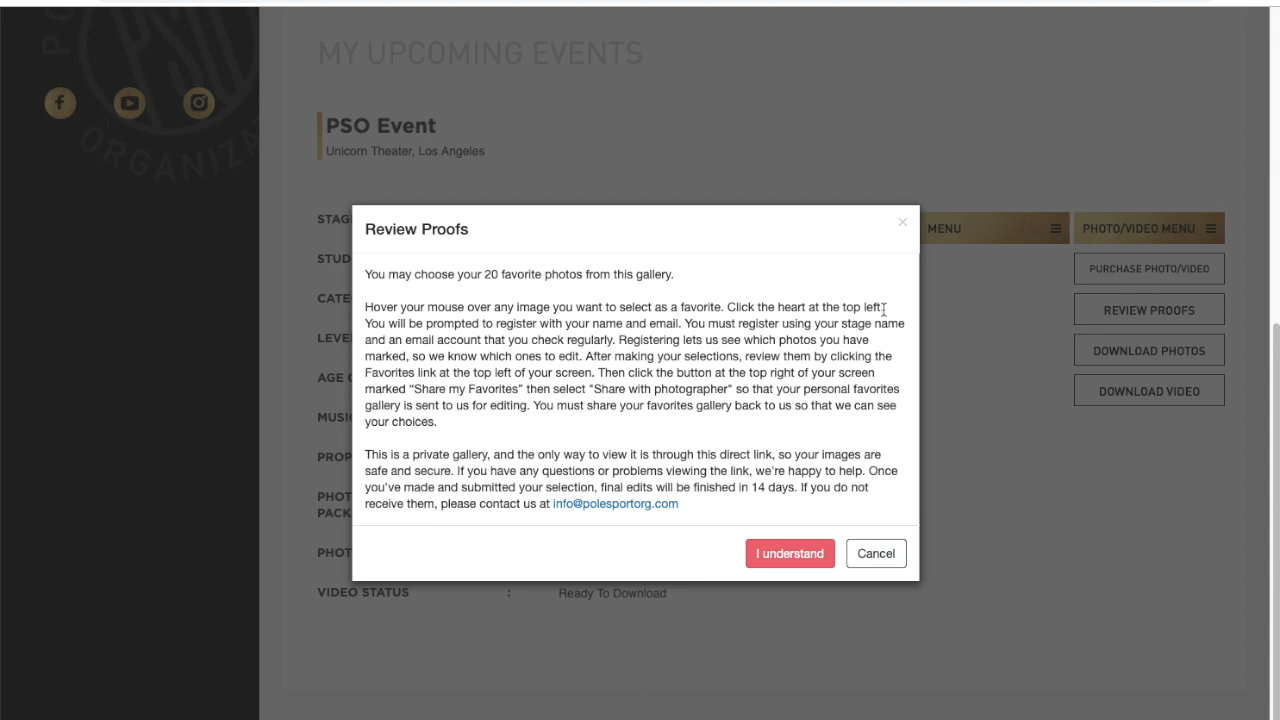 ORGANIZA
MY UPCOMING EVENTS
PSO Event
Unicorn Theater, Los Angeles
STAG
STUD
CATE
LEVE
AGE
MUSI
PROP
PHOT
PACK
PHOT
VIDEO STATUS : Ready To Download
MENU
PHOTO/VIDEO MENU
PURCHASE PHOTO/VIDEO
REVIEW PROOFS
DOWNLOAD PHOTOS
DOWNLOAD VIDEO
Review Proofs
×
You may choose your 20 favorite photos from this gallery.
Hover your mouse over any image you want to select as a favorite. Click the heart at the top left.
You will be prompted to register with your name and email. You must register using your stage name
and an email account that you check regularly. Registering lets us see which photos you have
marked, so we know which ones to edit. After making your selections, review them by clicking the
Favorites link at the top left of your screen. Then click the button at the top right of your screen
marked "Share my Favorites" then select "Share with photographer" so that your personal favorites
gallery is sent to us for editing. You must share your favorites gallery back to us so that we can see
your choices.
This is a private gallery, and the only way to view it is through this direct link, so your images are
safe and secure. If you have any questions or problems viewing the link, we're happy to help. Once
you've made and submitted your selection, final edits will be finished in 14 days. If you do not
receive them, please contact us at info@polesportorg.com
I understand
Cancel